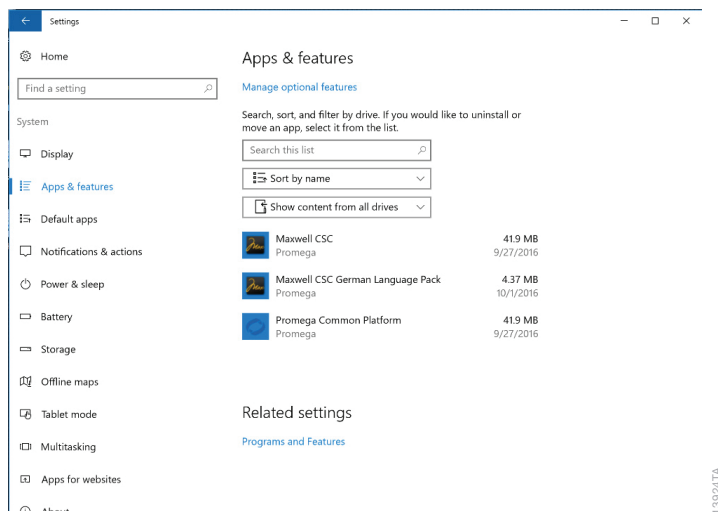 Settings
Home
Find a setting
System
Display
Apps & features
Default apps
Notifications & actions
Power & sleep
Battery
Storage
Offline maps
Tablet mode
Multitasking
Apps for websites
About
Apps & features
Manage optional features
Search, sort, and filter by drive. If you would like to uninstall or
move an app, select it from the list.
Search this list
Sort by name
Show content from all drives
Maxwell CSC 41.9 MB
Promega 9/27/2016
Maxwell CSC German Language Pack 4.37 MB
Promega 10/1/2016
Promega Common Platform 41.9 MB
Promega 9/27/2016
Related settings
Programs and Features